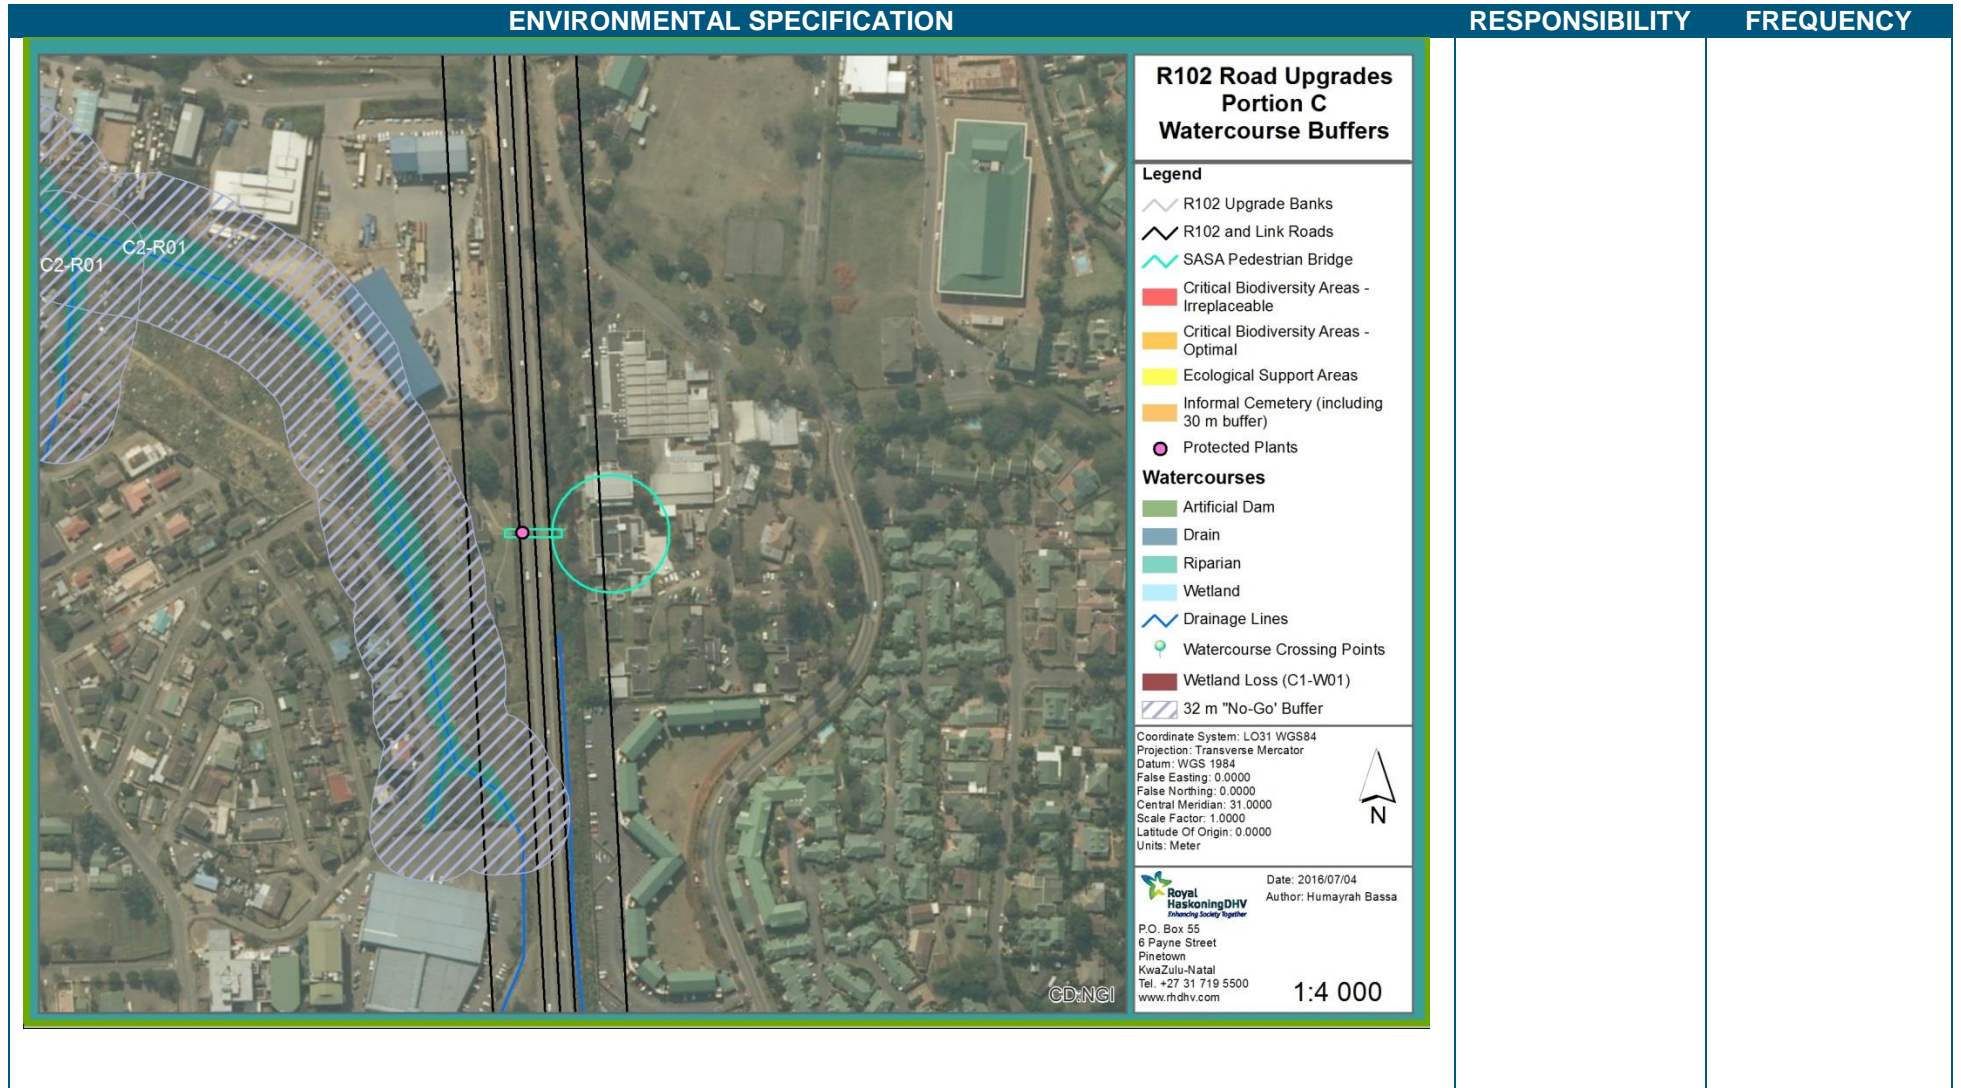 ENVIRONMENTAL SPECIFICATION
RESPONSIBILITY
FREQUENCY
C2-R01
C2-R01
CD:NGI
R102 Road Upgrades
Portion C
Watercourse Buffers
Legend
R102 Upgrade Banks
R102 and Link Roads
SASA Pedestrian Bridge
Critical Biodiversity Areas -
Irreplaceable
Critical Biodiversity Areas -
Optimal
Ecological Support Areas
Informal Cemetery (including
30 m buffer)
Protected Plants
Watercourses
Artificial Dam
Drain
Riparian
Wetland
Drainage Lines
Watercourse Crossing Points
Wetland Loss (C1-W01)
32 m "No-Go' Buffer
Coordinate System: LO31 WGS84
Projection: Transverse Mercator
Datum: WGS 1984
False Easting: 0.0000
False Northing: 0.0000
Central Meridian: 31.0000
Scale Factor: 1.0000
Latitude Of Origin: 0.0000
Units: Meter
N
Royal
HaskoningDHV
Enhancing Society Together
Date: 2016/07/04
Author: Humayrah Bassa
P.O. Box 55
6 Payne Street
Pinetown
KwaZulu-Natal
Tel. +27 31 719 5500
www.rhdhv.com
1:4 000